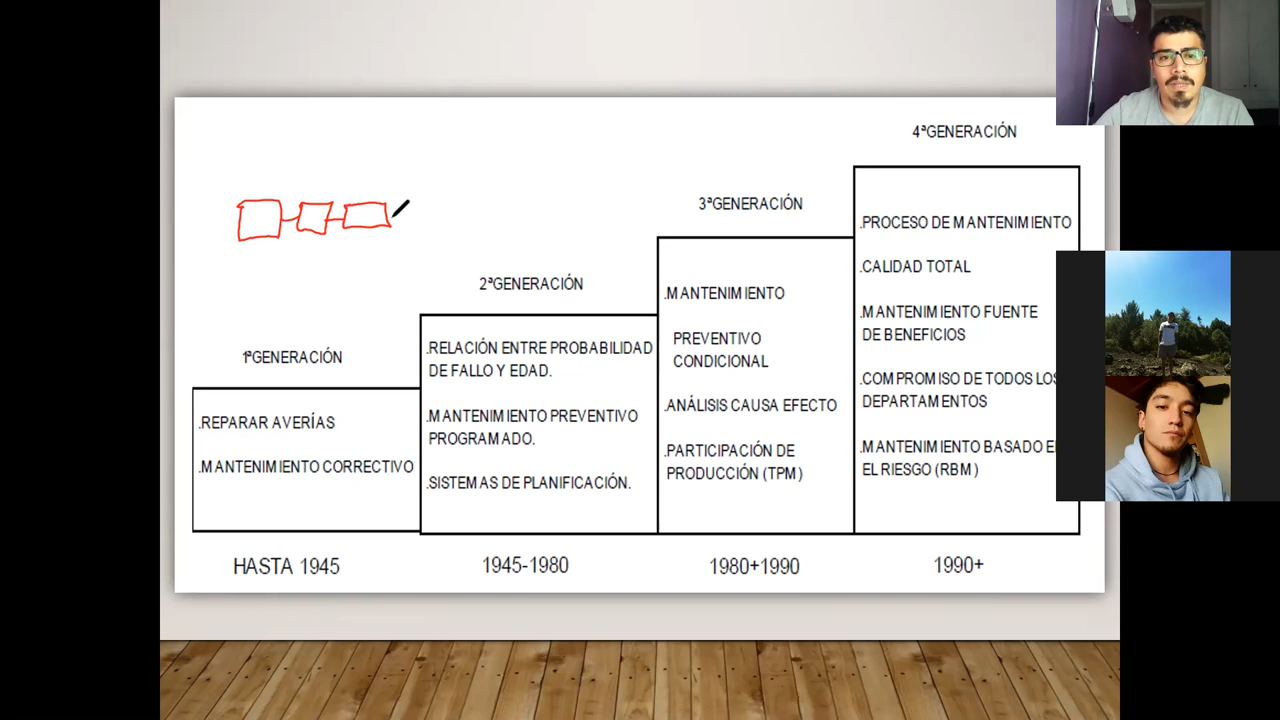 4ªGENERACIÓN
3ªGENERACIÓN
2ªGENERACIÓN
1ªGENERACIÓN
.REPARAR AVERÍAS
.MANTENIMIENTO CORRECTIVO
HASTA 1945
.RELACIÓN ENTRE PROBABILIDAD
DE FALLO Y EDAD.
.MANTENIMIENTO PREVENTIVO
PROGRAMADO.
.SISTEMAS DE PLANIFICACIÓN.
1945-1980
.MANTENIMIENTO
PREVENTIVO
CONDICIONAL
.ANÁLISIS CAUSA EFECTO
.PARTICIPACIÓN DE
PRODUCCIÓN (TPM)
1980+1990
.PROCESO DE MANTENIMIENTO
.CALIDAD TOTAL
.MANTENIMIENTO FUENTE
DE BENEFICIOS
.COMPROMISO DE TODOS LOS
DEPARTAMENTOS
.MANTENIMIENTO BASADO
EL RIESGO (RBM)
1990+